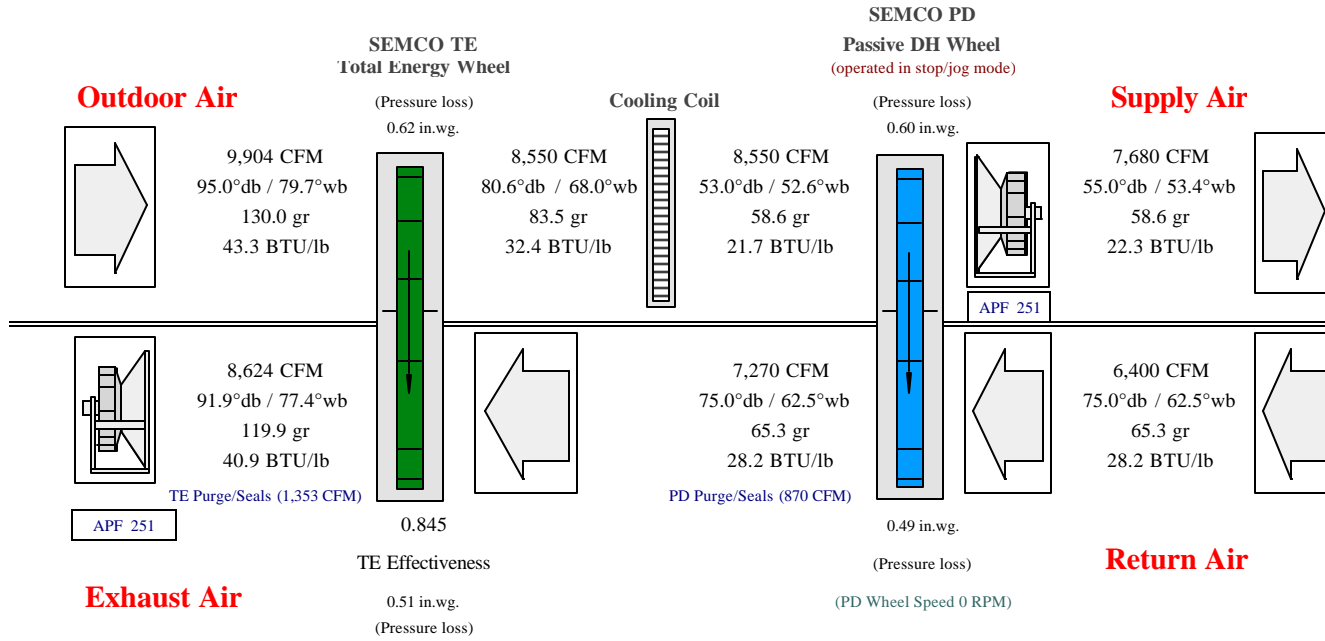 SEMCO PD
SEMCO TE
Passive DH Wheel
Total Energy Wheel
(operated in stop/jog mode)
Outdoor Air
(Pressure loss)
Cooling Coil
(Pressure loss)
Supply Air
0.62 in.wg.
0.60 in.wg.
9,904 CFM
95.0°db / 79.7°wb
130.0 gr
43.3 BTU/lb
8,550 CFM
80.6°db / 68.0°wb
83.5 gr
32.4 BTU/lb
8,550 CFM
53.0°db / 52.6°wb
58.6 gr
21.7 BTU/lb
7,680 CFM
55.0°db / 53.4°wb
58.6 gr
22.3 BTU/lb
APF 251
8,624 CFM
91.9°db / 77.4°wb
119.9 gr
40.9 BTU/lb
TE Purge/Seals (1,353 CFM)
7,270 CFM
75.0°db / 62.5°wb
65.3 gr
28.2 BTU/lb
PD Purge/Seals (870 CFM)
6,400 CFM
75.0°db / 62.5°wb
65.3 gr
28.2 BTU/lb
APF 251
0.845
0.49 in.wg.
TE Effectiveness
(Pressure loss)
Return Air
Exhaust Air
0.51 in.wg.
(PD Wheel Speed 0 RPM)
(Pressure loss)